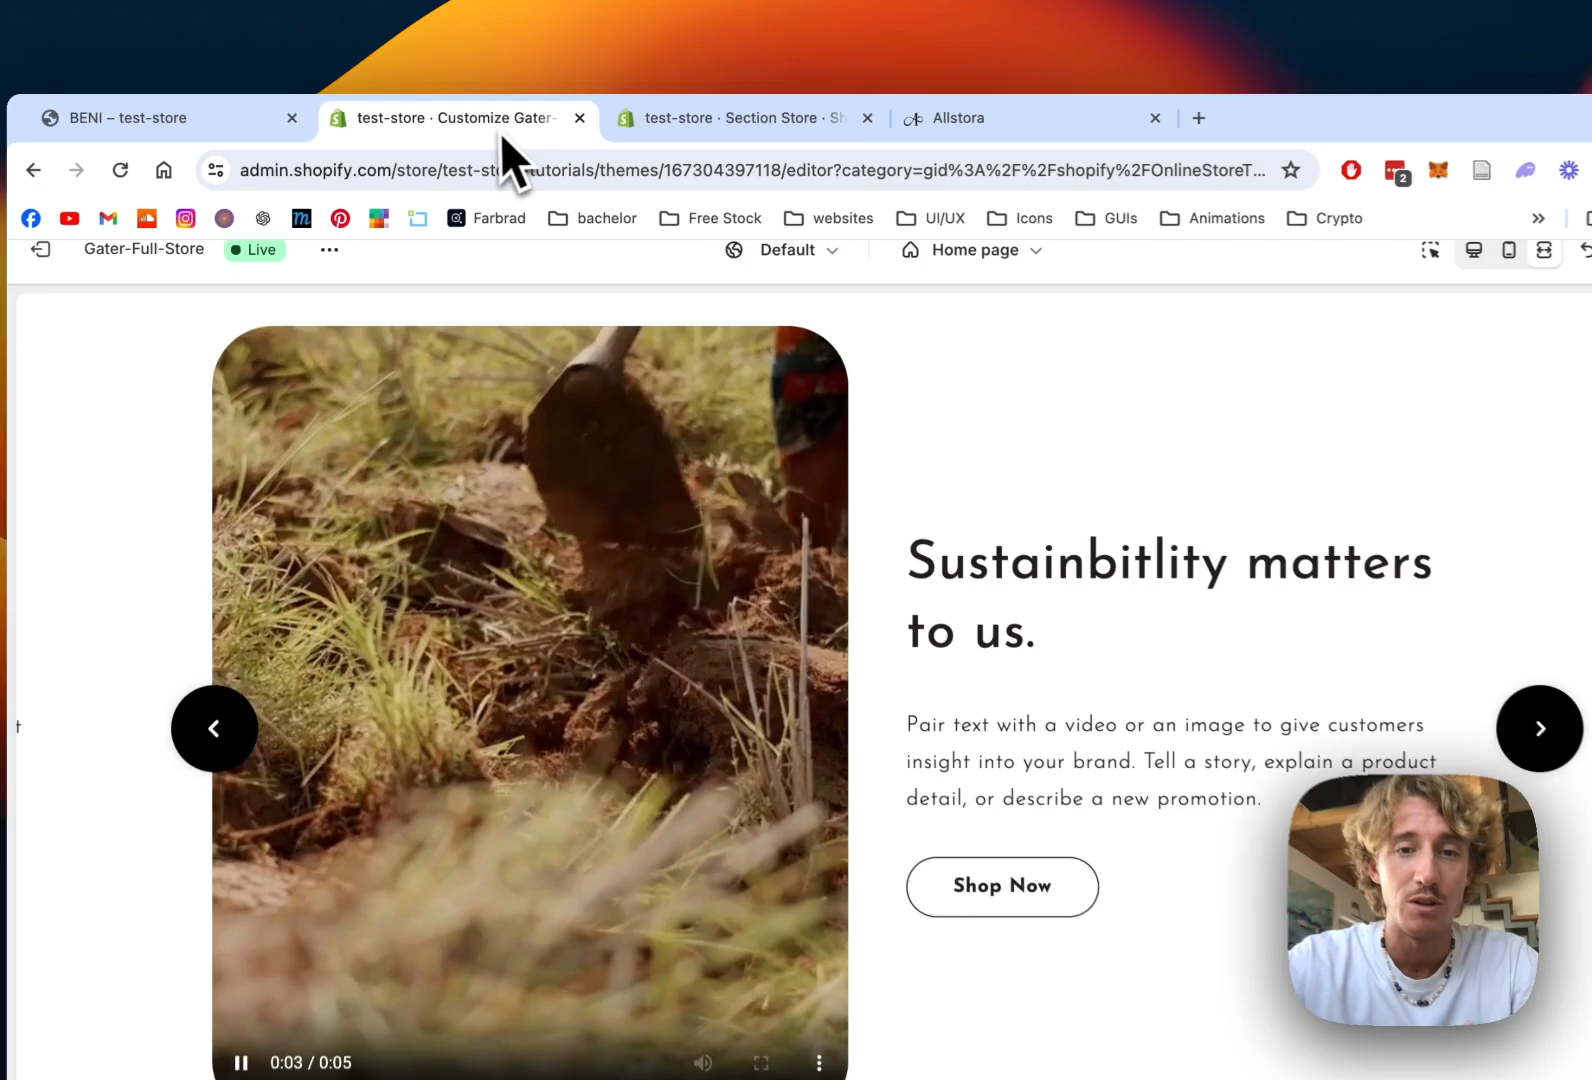 BENI – test-store
test-store · Customize Gater-
test-store · Section Store · Sh
Allstora
admin.shopify.com/store/test-sto tutorials/themes/167304397118/editor?category=gid%3A%2F%2Fshopify%2FOnlineStoreT...
2
m
Farbrad
bachelor
Free Stock
websites
UI/UX
Icons
GUIs
Animations
Crypto
Gater-Full-Store
Live
Default
Home page
Sustainbitlity matters
to us.
t
Pair text with a video or an image to give customers
insight into your brand. Tell a story, explain a product
detail, or describe a new promotion.
Shop Now
0:03 / 0:05